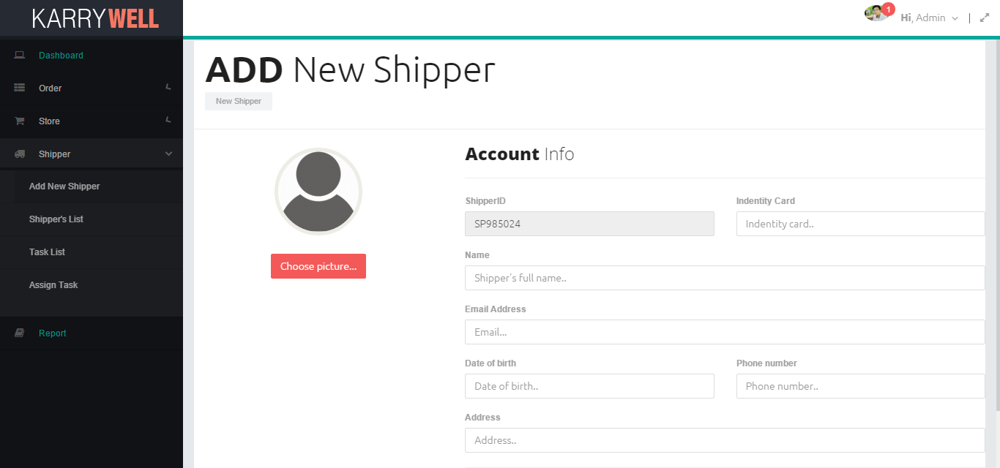 KARRYWELL
1
Hi, Admin
Dashboard
Order
Store
Shipper
Add New Shipper
Shipper's List
Task List
Assign Task
Report
ADD New Shipper
New Shipper
Choose picture...
Account Info
ShipperID
Indentity Card
SP985024
Indentity card..
Name
Shipper's full name..
Email Address
Email...
Date of birth
Phone number
Date of birth..
Phone number..
Address
Address..